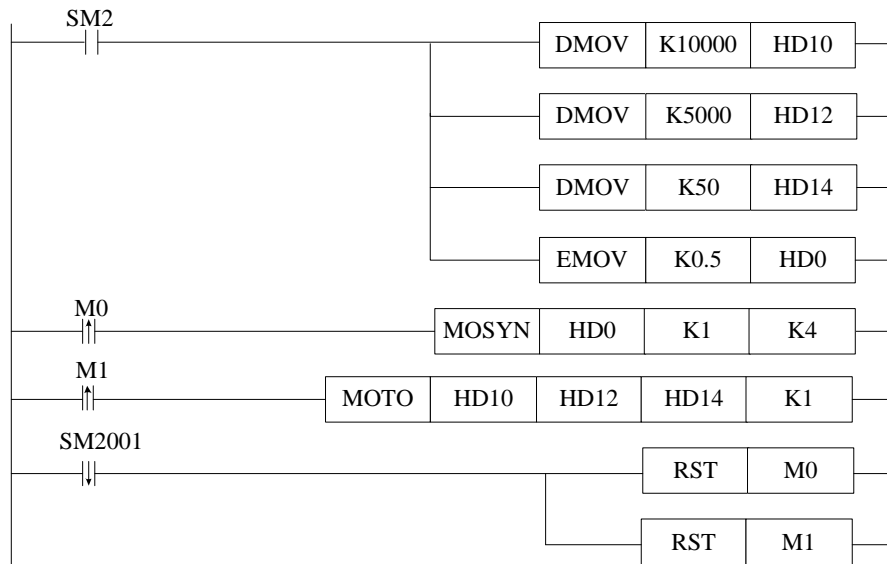 SM2
DMOV K10000 HD10
DMOV K5000 HD12
DMOV K50 HD14
EMOV K0.5 HD0
M0
MOSYN HD0 K1 K4
M1
MOTO HD10 HD12 HD14 K1
SM2001
RST M0
RST M1